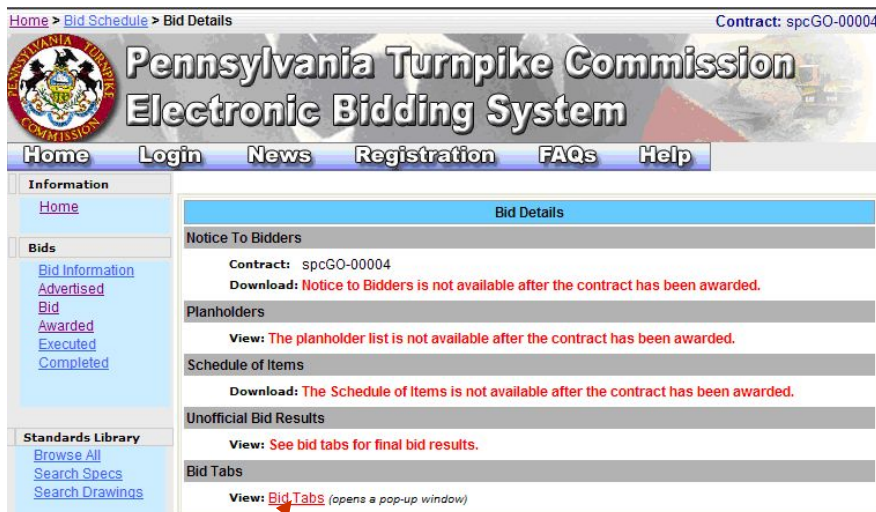 Home > Bid Schedule > Bid Details
Contract: spcGO-00004
PENNSYLVANIA TURNPIKE COMMISSION
Pennsylvania Turnpike Commission
Electronic Bidding System
Home Login News Registration FAQs Help
Information
Home
Bids
Bid Information
Advertised
Bid
Awarded
Executed
Completed
Standards Library
Browse All
Search Specs
Search Drawings
Bid Details
Notice To Bidders
Contract: spcGO-00004
Download: Notice to Bidders is not available after the contract has been awarded.
Planholders
View: The planholder list is not available after the contract has been awarded.
Schedule of Items
Download: The Schedule of Items is not available after the contract has been awarded.
Unofficial Bid Results
View: See bid tabs for final bid results.
Bid Tabs
View: Bid Tabs (opens a pop-up window)